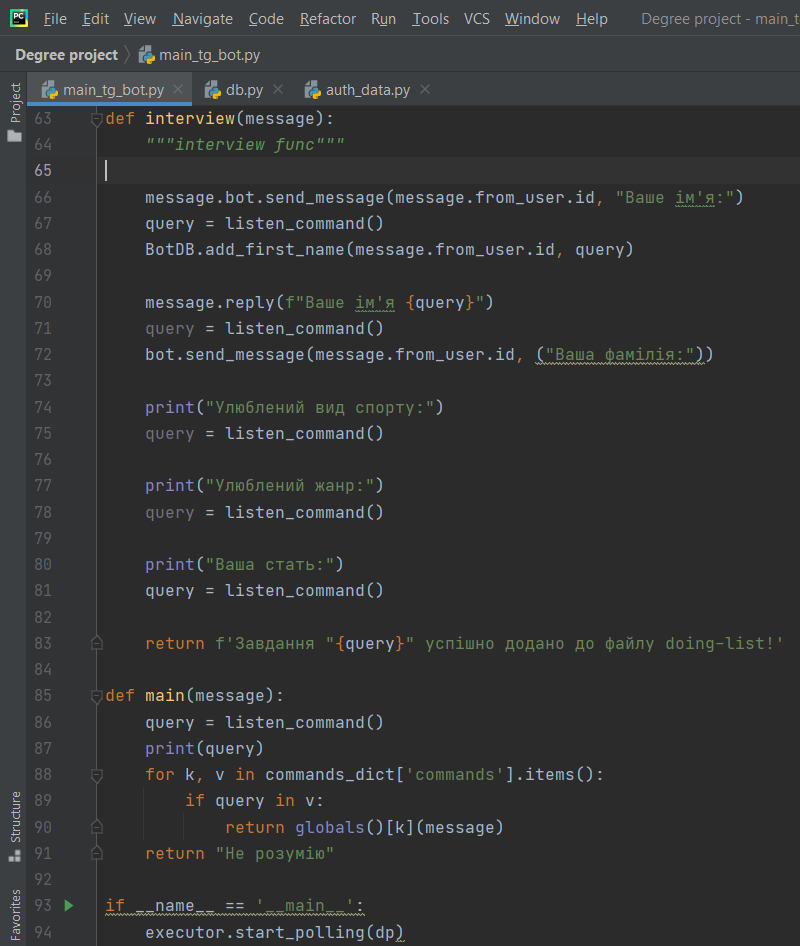 PC File Edit View Navigate Code Refactor Run Tools VCS Window Help Degree project - main_t
Degree project main_tg_bot.py
main_tg_bot.py db.py auth_data.py
Project
63 def interview(message):
64 """interview func"""
65
66 message.bot.send_message(message.from_user.id, "Ваше ім'я:")
67 query = listen_command()
68 BotDB.add_first_name(message.from_user.id, query)
69
70 message.reply(f"Ваше ім'я {query}")
71 query = listen_command()
72 bot.send_message(message.from_user.id, ("Ваша фамілія:"))
73
74 print("Улюблений вид спорту:")
75 query = listen_command()
76
77 print("Улюблений жанр:")
78 query = listen_command()
79
80 print("Ваша стать:")
81 query = listen_command()
82
83 return f'Завдання "{query}" успішно додано до файлу doing-list!'
84
85 def main(message):
86 query = listen_command()
87 print(query)
88 for k, v in commands_dict['commands'].items():
89 if query in v:
90 return globals()[k](message)
91 return "Не розумію"
92
93 if __name__ == '__main__':
94 executor.start_polling(dp)
Structure
Favorites